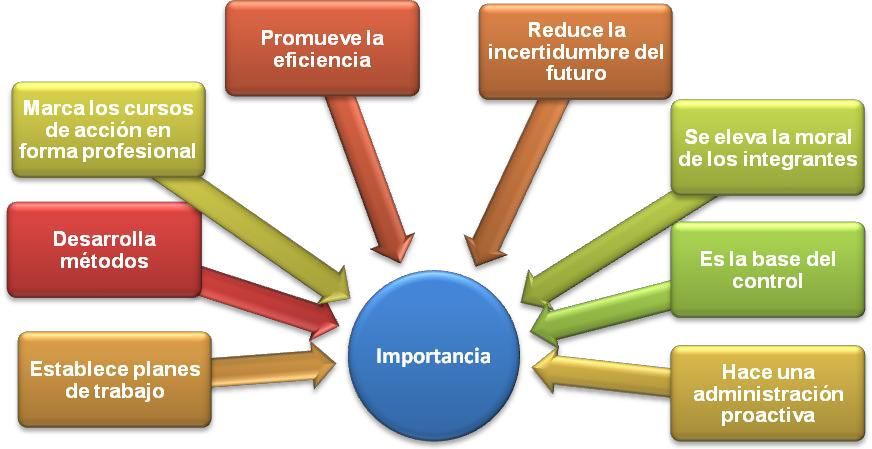 Promueve la
eficiencia
Reduce la
incertidumbre del
futuro
Marca los cursos
de acción en
forma profesional
Se eleva la moral
de los integrantes
Desarrolla
métodos
Es la base del
control
Establece planes
de trabajo
Importancia
Hace una
administración
proactiva